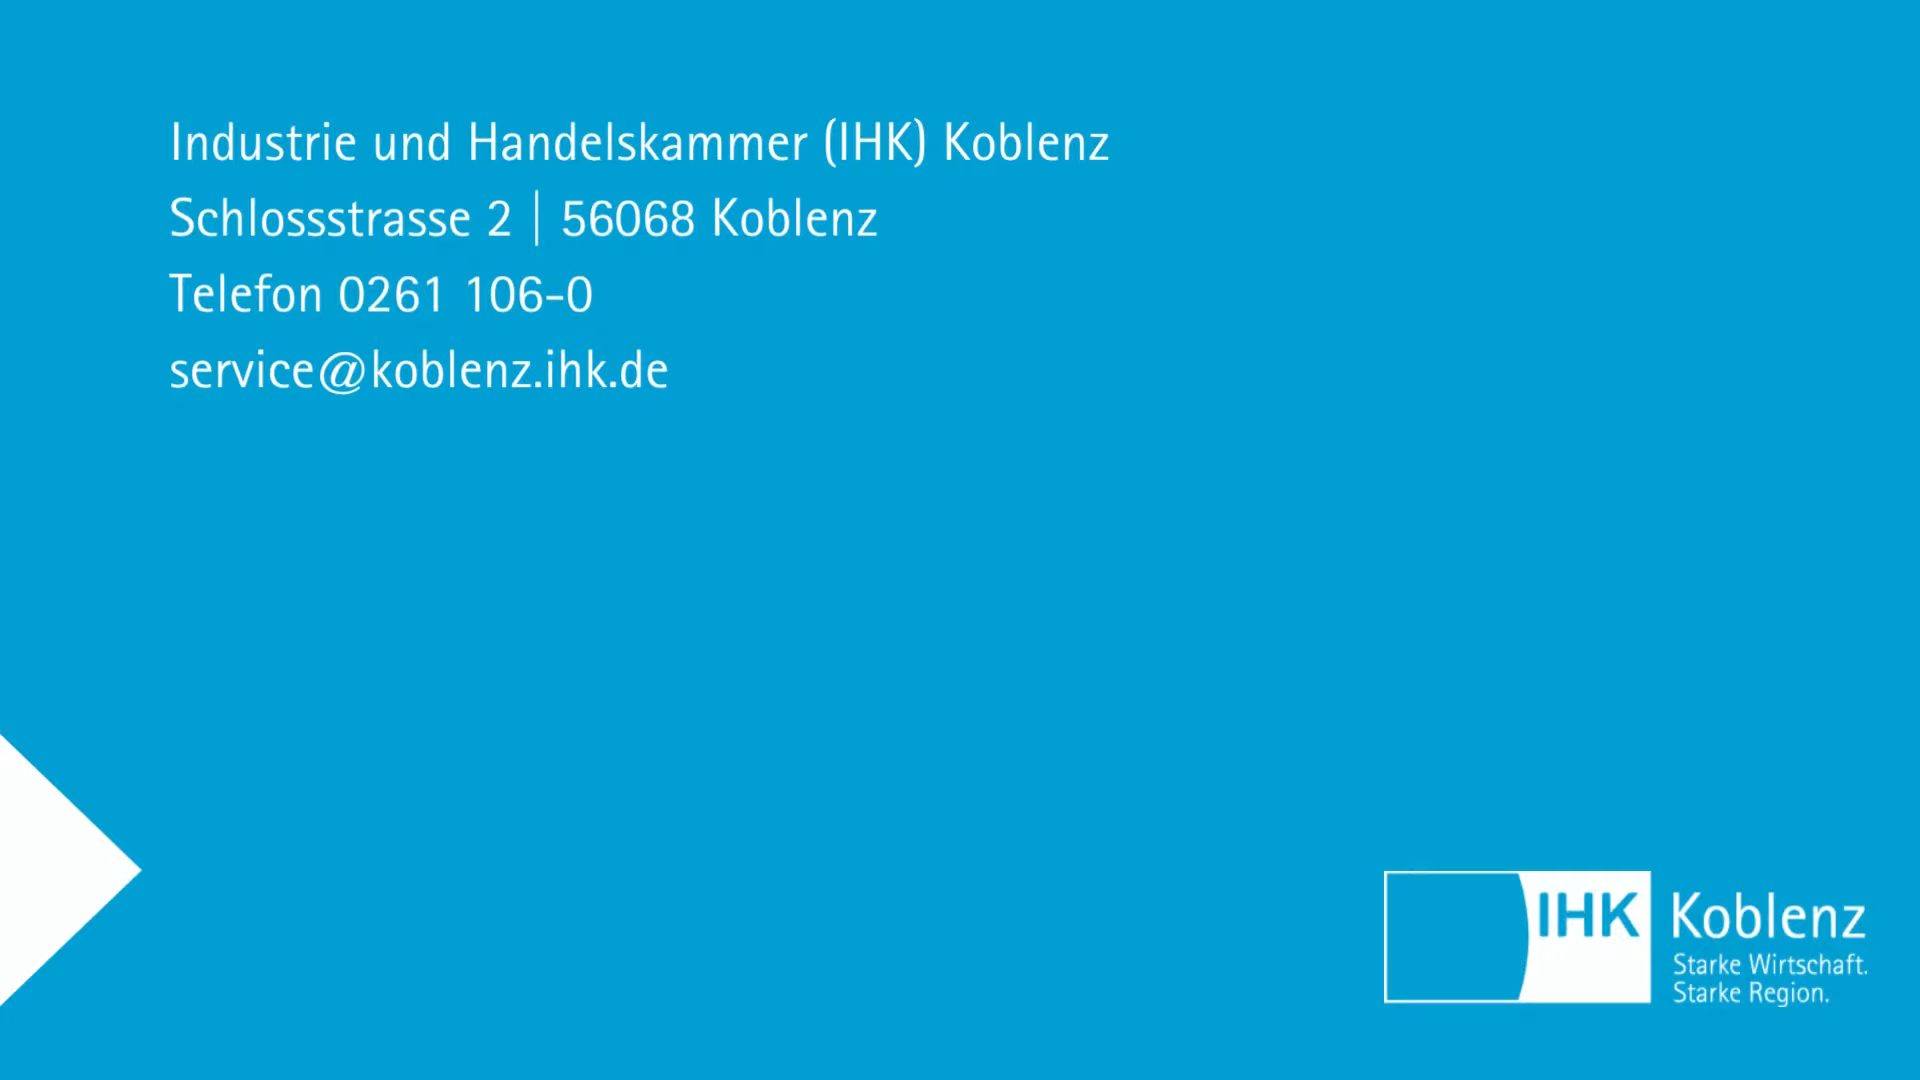 Industrie und Handelskammer (IHK) Koblenz
Schlossstrasse 2 | 56068 Koblenz
Telefon 0261 106-0
service@koblenz.ihk.de
IHK Koblenz
Starke Wirtschaft.
Starke Region.